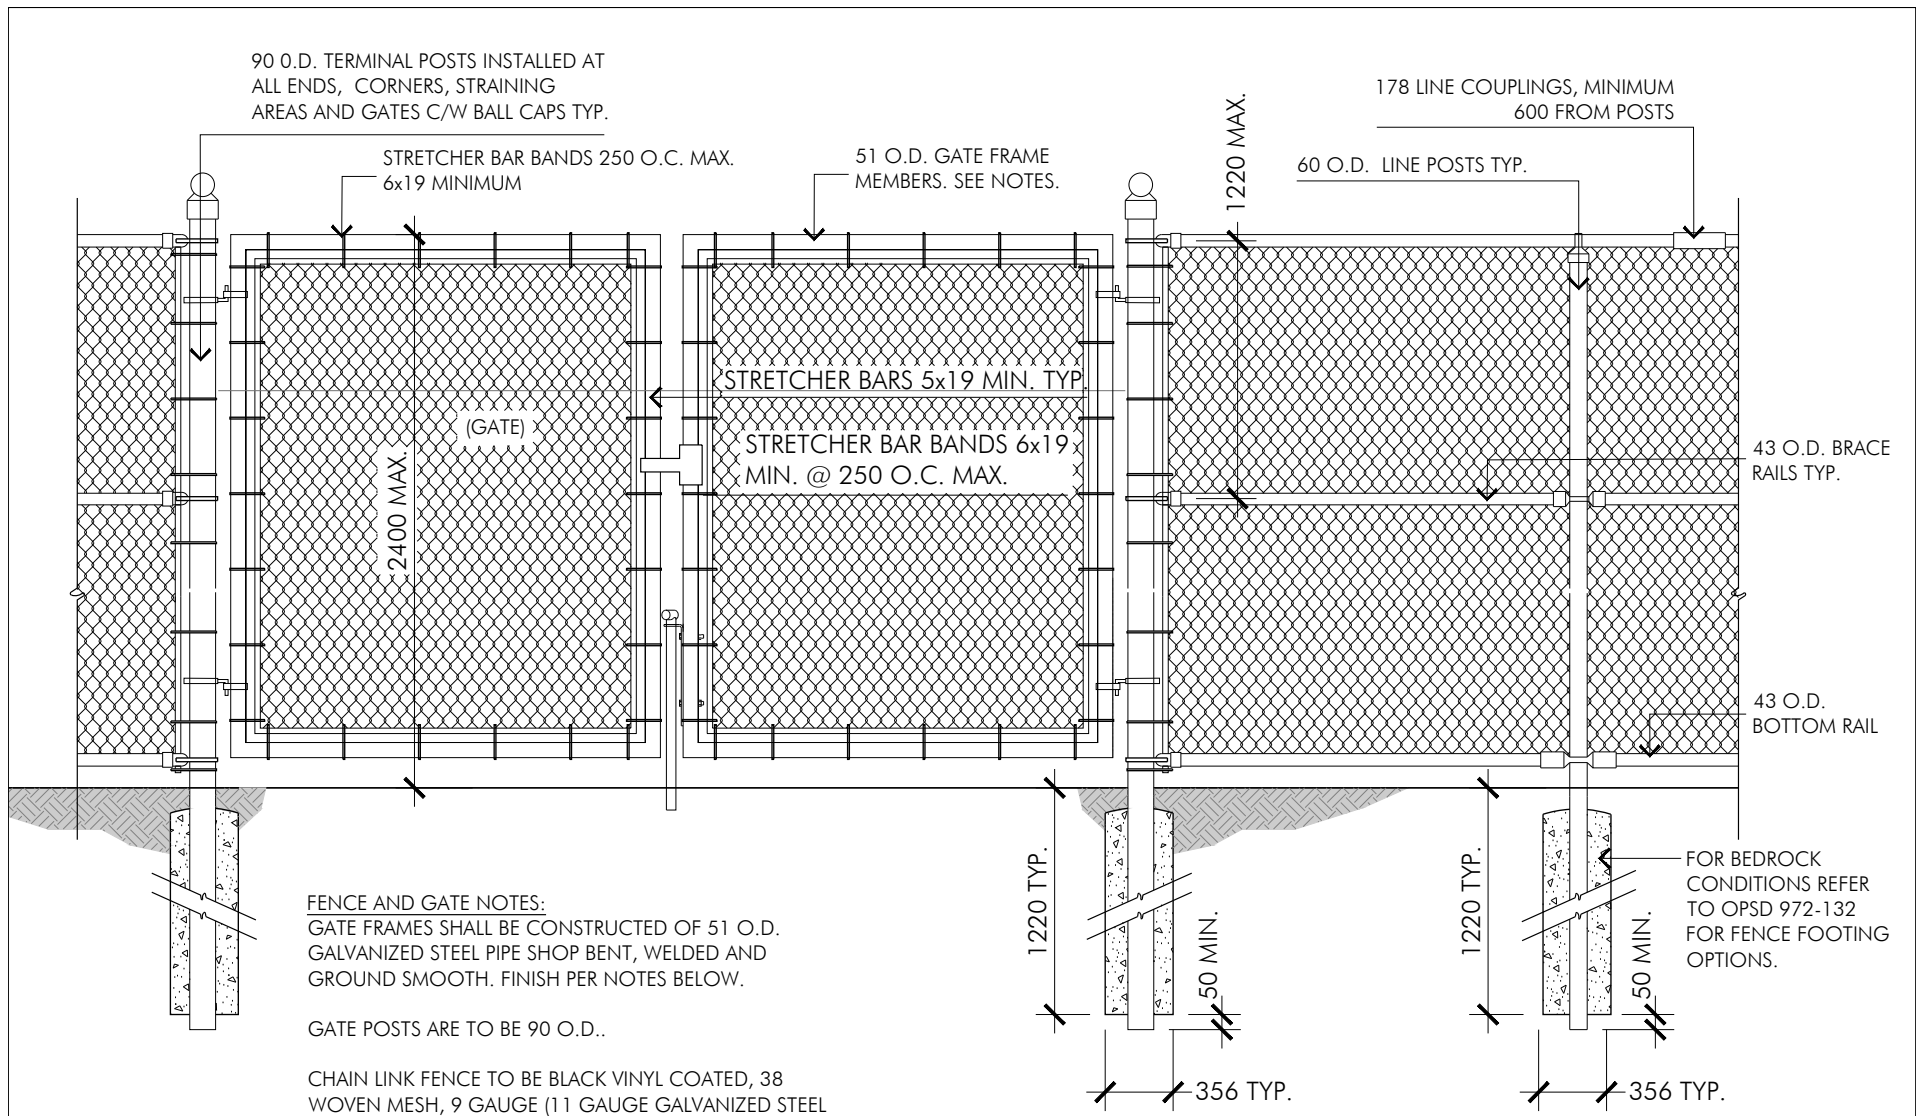 90 O.D. TERMINAL POSTS INSTALLED AT
ALL ENDS, CORNERS, STRAINING
AREAS AND GATES C/W BALL CAPS TYP.
STRETCHER BAR BANDS 250 O.C. MAX.
6x19 MINIMUM
51 O.D. GATE FRAME
MEMBERS. SEE NOTES.
1220 MAX.
178 LINE COUPLINGS, MINIMUM
600 FROM POSTS
60 O.D. LINE POSTS TYP.
STRETCHER BARS 5x19 MIN. TYP.
(GATE)
STRETCHER BAR BANDS 6x19
MIN. @ 250 O.C. MAX.
2400 MAX.
43 O.D. BRACE
RAILS TYP.
43 O.D.
BOTTOM RAIL
1220 TYP.
50 MIN.
356 TYP.
1220 TYP.
50 MIN.
356 TYP.
FOR BEDROCK
CONDITIONS REFER
TO OPSD 972-132
FOR FENCE FOOTING
OPTIONS.
FENCE AND GATE NOTES:
GATE FRAMES SHALL BE CONSTRUCTED OF 51 O.D.
GALVANIZED STEEL PIPE SHOP BENT, WELDED AND
GROUND SMOOTH. FINISH PER NOTES BELOW.
GATE POSTS ARE TO BE 90 O.D..
CHAIN LINK FENCE TO BE BLACK VINYL COATED, 38
WOVEN MESH, 9 GAUGE (11 GAUGE GALVANIZED STEEL